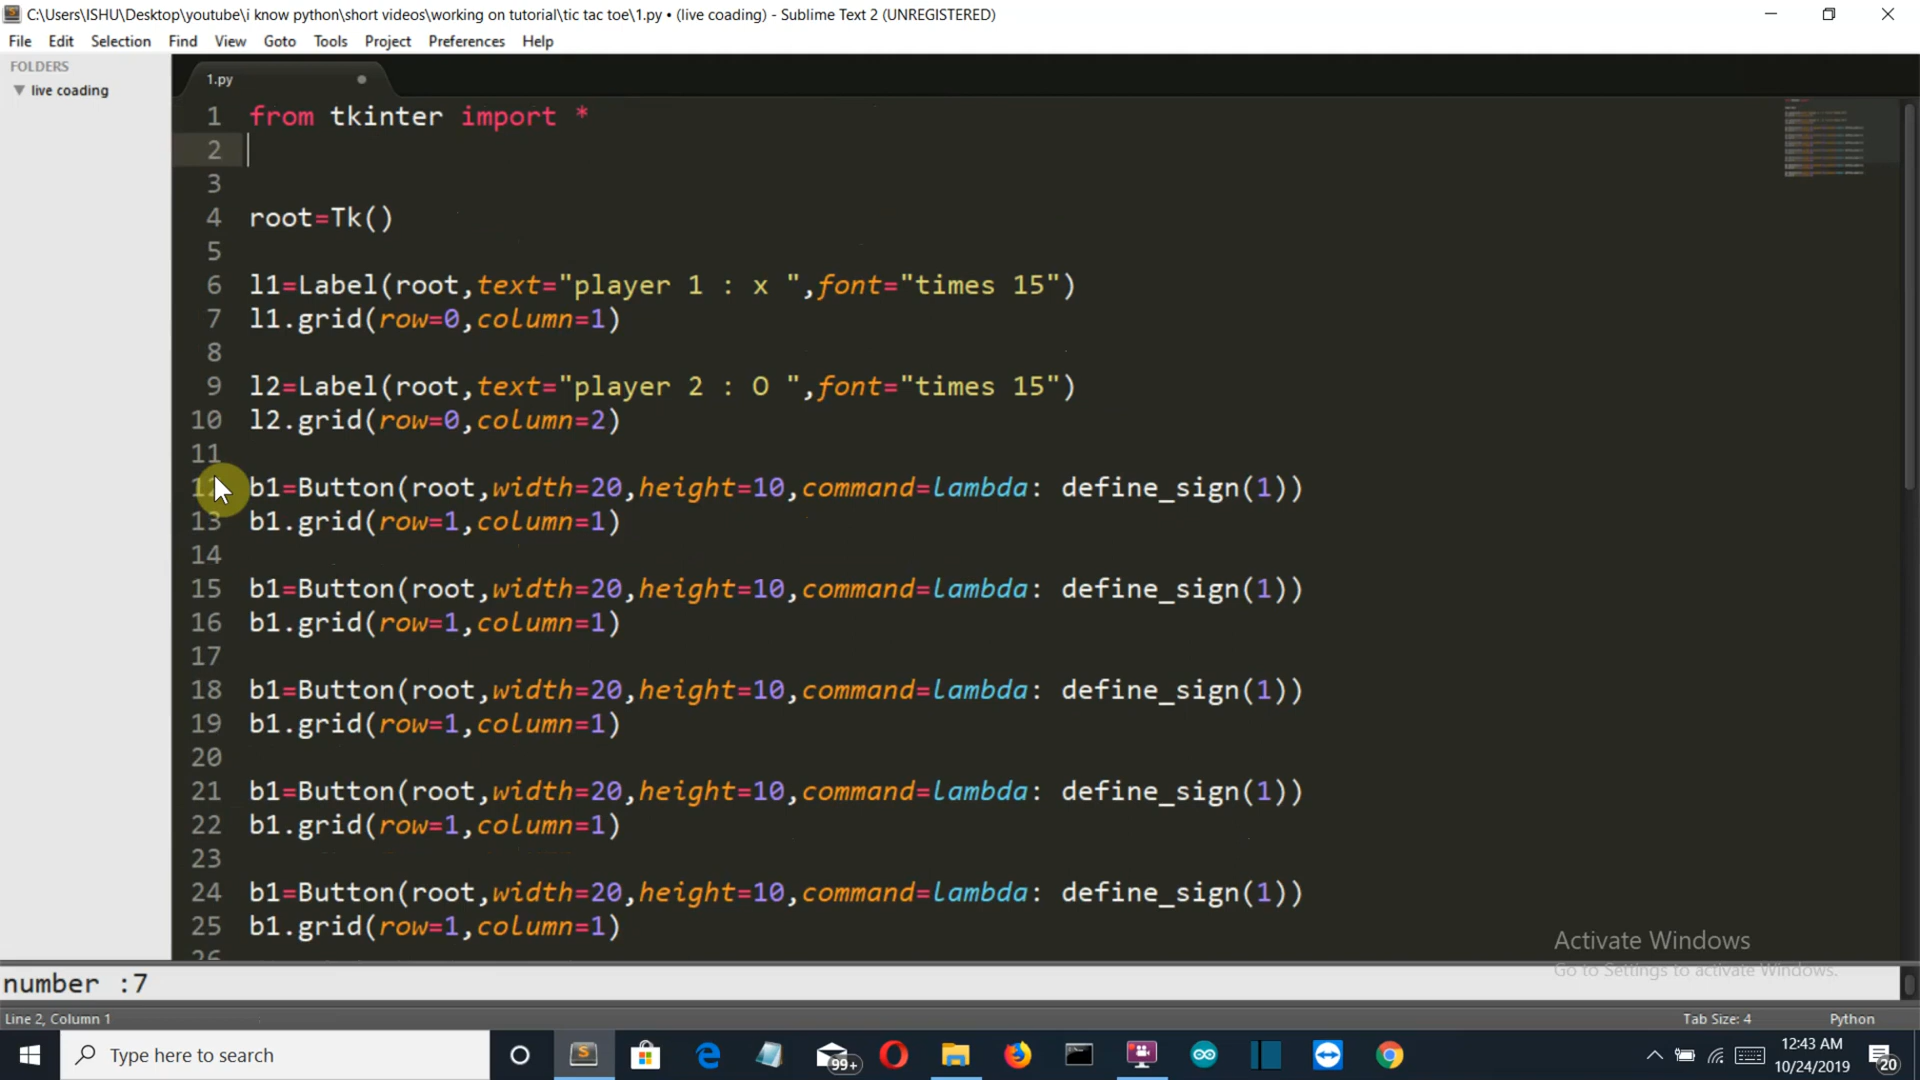 C:\Users\ISHU\Desktop\youtube\i know python\short videos\working on tutorial\tic tac toe\1.py • (live coading) - Sublime Text 2 (UNREGISTERED)
File Edit Selection Find View Goto Tools Project Preferences Help
FOLDERS
live coading
1.py
1 from tkinter import *
2
3
4 root=Tk()
5
6 l1=Label(root,text="player 1 : x ",font="times 15")
7 l1.grid(row=0,column=1)
8
9 l2=Label(root,text="player 2 : O ",font="times 15")
10 l2.grid(row=0,column=2)
11
12 b1=Button(root,width=20,height=10,command=lambda: define_sign(1))
13 b1.grid(row=1,column=1)
14
15 b1=Button(root,width=20,height=10,command=lambda: define_sign(1))
16 b1.grid(row=1,column=1)
17
18 b1=Button(root,width=20,height=10,command=lambda: define_sign(1))
19 b1.grid(row=1,column=1)
20
21 b1=Button(root,width=20,height=10,command=lambda: define_sign(1))
22 b1.grid(row=1,column=1)
23
24 b1=Button(root,width=20,height=10,command=lambda: define_sign(1))
25 b1.grid(row=1,column=1)
26
Activate Windows
Go to Settings to activate Windows.
number :7
Line 2, Column 1
Tab Size: 4
Python
Type here to search
99+
12:43 AM
10/24/2019
20